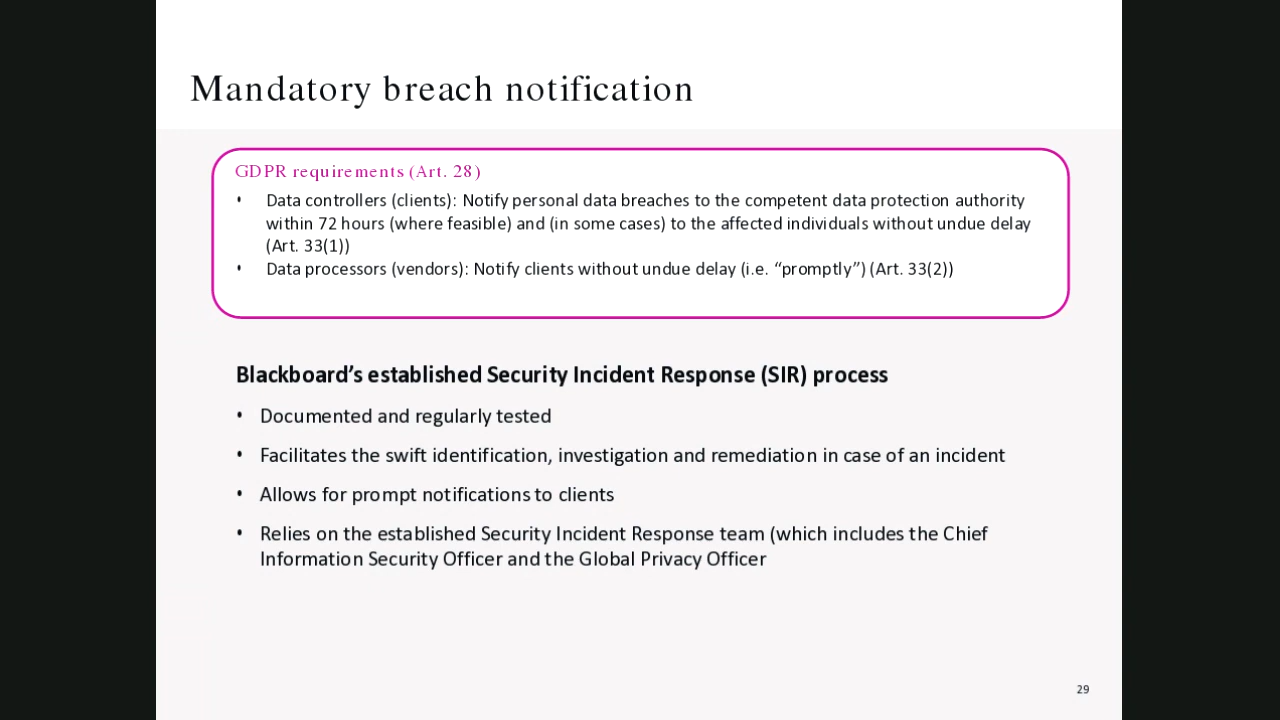 Mandatory breach notification
GDPR requirements (Art. 28)
• Data controllers (clients): Notify personal data breaches to the competent data protection authority
within 72 hours (where feasible) and (in some cases) to the affected individuals without undue delay
(Art. 33(1))
• Data processors (vendors): Notify clients without undue delay (i.e. “promptly”) (Art. 33(2))
Blackboard’s established Security Incident Response (SIR) process
• Documented and regularly tested
• Facilitates the swift identification, investigation and remediation in case of an incident
• Allows for prompt notifications to clients
• Relies on the established Security Incident Response team (which includes the Chief
Information Security Officer and the Global Privacy Officer
29